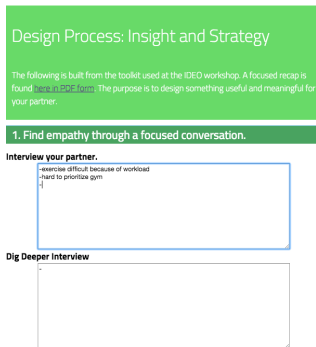 Design Process: Insight and Strategy
The following is built from the toolkit used at the IDEO workshop. A focused recap is
found here in PDF form. The purpose is to design something useful and meaningful for
your partner.
1. Find empathy through a focused conversation.
Interview your partner.
-exercise difficult because of workload
-hard to prioritize gym
-
Dig Deeper Interview
-